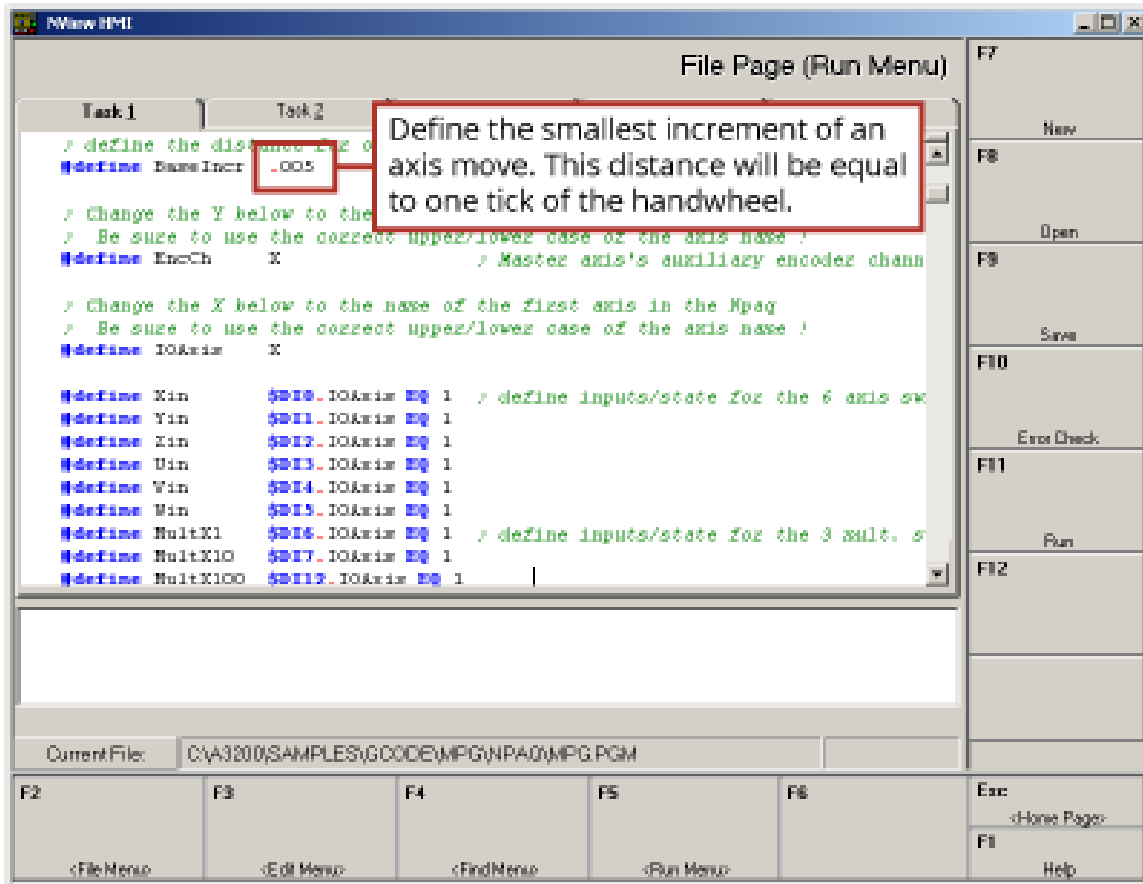 NView HMI
File Page (Run Menu)
Task 1 Task 2
Define the smallest increment of an
axis move. This distance will be equal
to one tick of the handwheel.
; define the distance for o
#define BaseIncr .005
; Change the Y below to the
; Be sure to use the correct upper/lower case of the axis name !
#define EncCh X ; Master axis's auxiliary encoder chann
; Change the X below to the name of the first axis in the Npaq
; Be sure to use the correct upper/lower case of the axis name !
#define IOAxis X
#define Xin $DI0.IOAxis EQ 1 ; define inputs/state for the 6 axis sw
#define Yin $DI1.IOAxis EQ 1
#define Zin $DI2.IOAxis EQ 1
#define Uin $DI3.IOAxis EQ 1
#define Vin $DI4.IOAxis EQ 1
#define Win $DI5.IOAxis EQ 1
#define MultX1 $DI6.IOAxis EQ 1 ; define inputs/state for the 3 mult. s
#define MultX10 $DI7.IOAxis EQ 1
#define MultX100 $DI12.IOAxis EQ 1
Current File: C:\A3200\SAMPLES\GCODE\MPG\NPAQ\MPG.PGM
F7
New
F8
Open
F9
Save
F10
Error Check
F11
Run
F12
F2 F3 F4 F5 F6
<File Menu> <Edit Menu> <Find Menu> <Run Menu>
Esc
<Home Page>
F1
Help